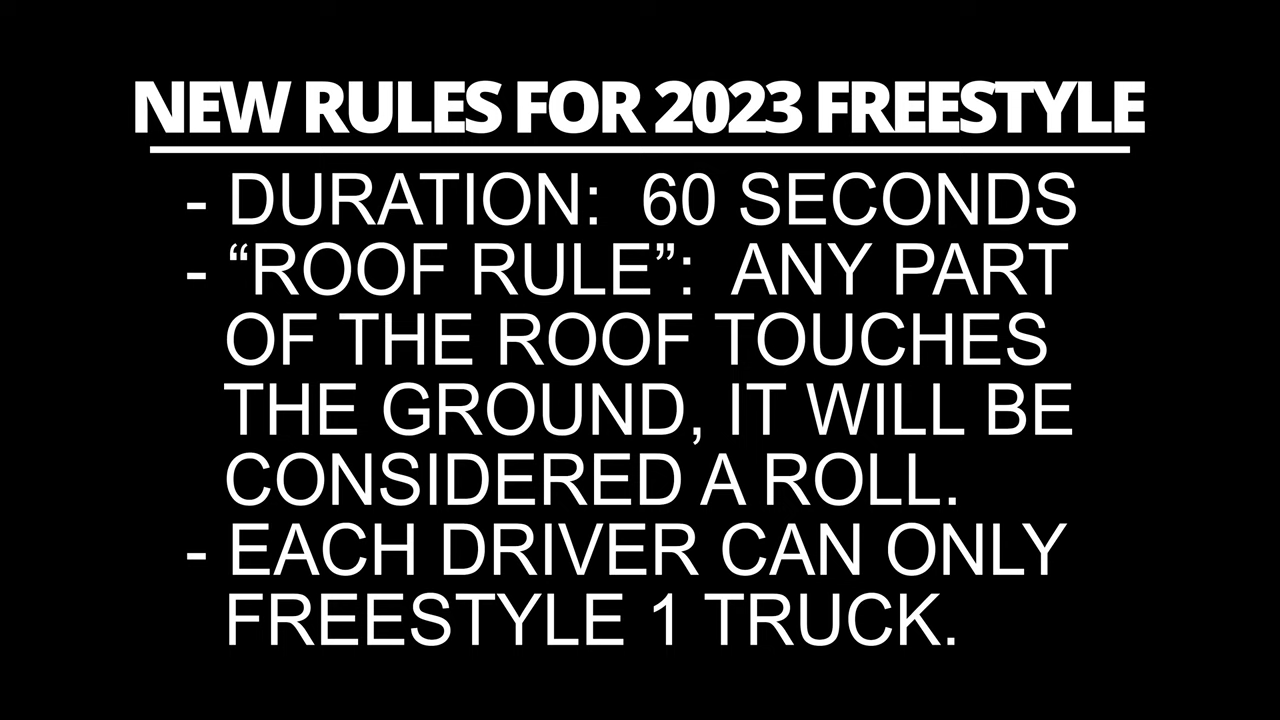 NEW RULES FOR 2023 FREESTYLE
- DURATION:  60 SECONDS
- “ROOF RULE”:  ANY PART
OF THE ROOF TOUCHES
THE GROUND, IT WILL BE
CONSIDERED A ROLL.
- EACH DRIVER CAN ONLY
FREESTYLE 1 TRUCK.